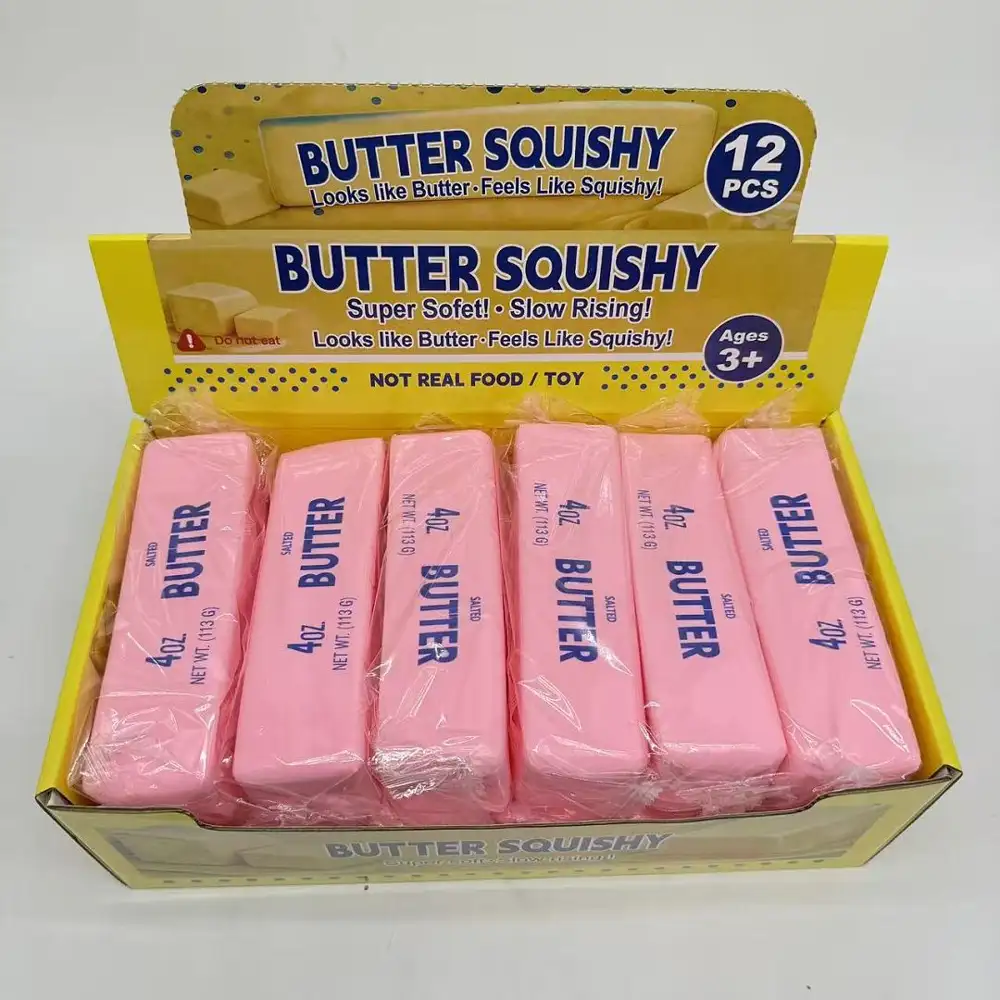 BUTTER SQUISHY
Looks like Butter·Feels Like Squishy!
12
PCS
BUTTER SQUISHY
Super Sofet! • Slow Rising!
Looks like Butter·Feels Like Squishy!
! Do not eat
Ages
3+
NOT REAL FOOD / TOY
SALTED
BUTTER
4OZ
NET WT. (113 G)
SALTED
BUTTER
4OZ
NET WT. (113 G)
SALTED
BUTTER
4OZ
NET WT. (113 G)
SALTED
BUTTER
4OZ
NET WT. (113 G)
SALTED
BUTTER
4OZ
NET WT. (113 G)
SALTED
BUTTER
4OZ
NET WT. (113 G)
BUTTER SQUISHY